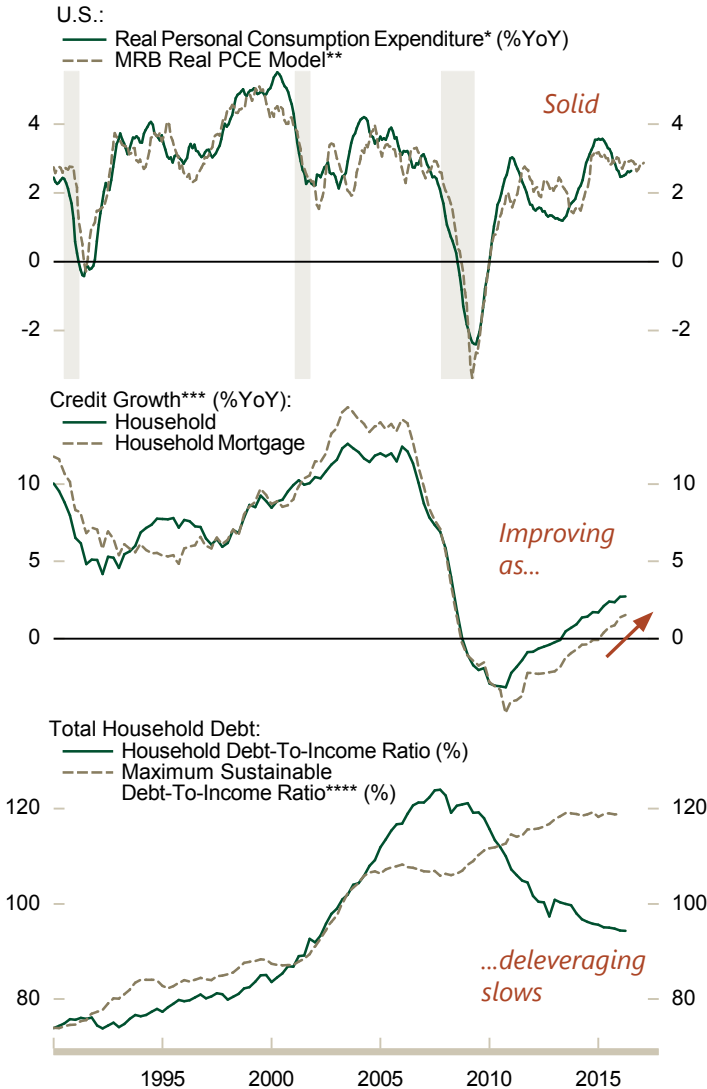 U.S.:
Real Personal Consumption Expenditure* (%YoY)
MRB Real PCE Model**
Solid
4 4
2 2
0 0
-2 -2
Credit Growth*** (%YoY):
Household
Household Mortgage
10 10
Improving
as...
5 5
0 0
Total Household Debt:
Household Debt-To-Income Ratio (%)
Maximum Sustainable
Debt-To-Income Ratio**** (%)
120 120
100 100
...deleveraging
slows
80 80
1995 2000 2005 2010 2015